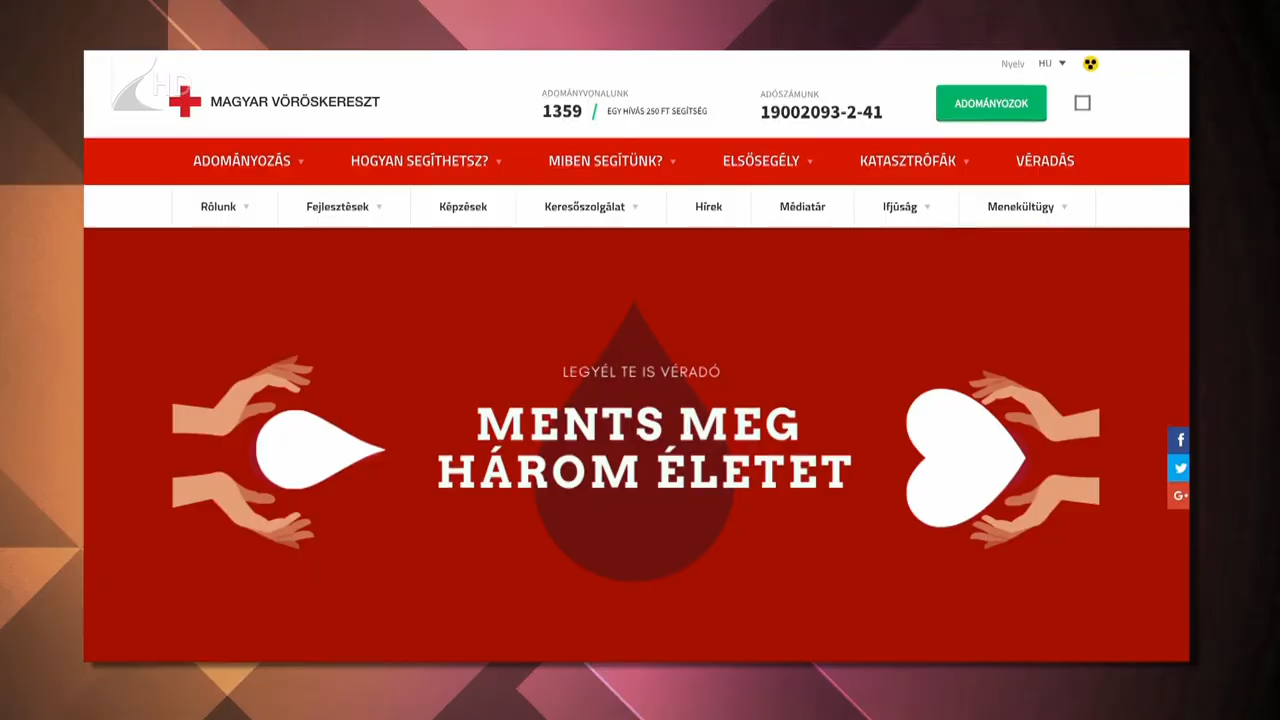 Nyelv HU
HD
MAGYAR VÖRÖSKERESZT
ADOMÁNYVONALUNK
1359 / EGY HÍVÁS 250 FT SEGÍTSÉG
ADÓSZÁMUNK
19002093-2-41
ADOMÁNYOZOK
ADOMÁNYOZÁS HOGYAN SEGÍTHETSZ? MIBEN SEGÍTÜNK? ELSŐSEGÉLY KATASZTRÓFÁK VÉRADÁS
Rólunk Fejlesztések Képzések Keresőszolgálat Hírek Médiatár Ifjúság Menekültügy
LEGYÉL TE IS VÉRADÓ
MENTS MEG
HÁROM ÉLETET
f
G+